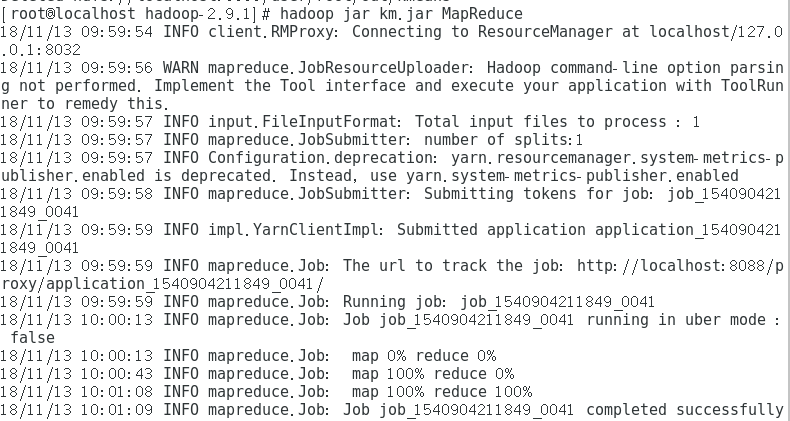 [root@localhost hadoop-2.9.1]# hadoop jar km.jar MapReduce
18/11/13 09:59:54 INFO client.RMProxy: Connecting to ResourceManager at localhost/127.0
.0.1:8032
18/11/13 09:59:56 WARN mapreduce.JobResourceUploader: Hadoop command-line option parsin
g not performed. Implement the Tool interface and execute your application with ToolRun
ner to remedy this.
18/11/13 09:59:57 INFO input.FileInputFormat: Total input files to process : 1
18/11/13 09:59:57 INFO mapreduce.JobSubmitter: number of splits:1
18/11/13 09:59:57 INFO Configuration.deprecation: yarn.resourcemanager.system-metrics-p
ublisher.enabled is deprecated. Instead, use yarn.system-metrics-publisher.enabled
18/11/13 09:59:58 INFO mapreduce.JobSubmitter: Submitting tokens for job: job_154090421
1849_0041
18/11/13 09:59:59 INFO impl.YarnClientImpl: Submitted application application_154090421
1849_0041
18/11/13 09:59:59 INFO mapreduce.Job: The url to track the job: http://localhost:8088/p
roxy/application_1540904211849_0041/
18/11/13 09:59:59 INFO mapreduce.Job: Running job: job_1540904211849_0041
18/11/13 10:00:13 INFO mapreduce.Job: Job job_1540904211849_0041 running in uber mode :
false
18/11/13 10:00:13 INFO mapreduce.Job:  map 0% reduce 0%
18/11/13 10:00:43 INFO mapreduce.Job:  map 100% reduce 0%
18/11/13 10:01:08 INFO mapreduce.Job:  map 100% reduce 100%
18/11/13 10:01:09 INFO mapreduce.Job: Job job_1540904211849_0041 completed successfully